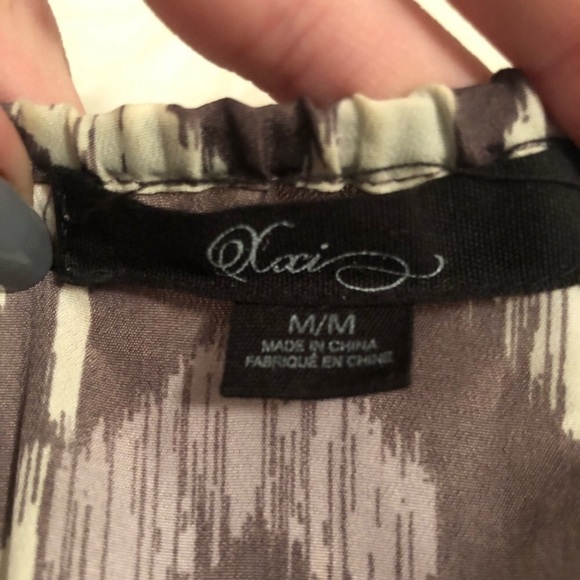 Xxi
M/M
MADE IN CHINA
FABRIQUÉ EN CHINE